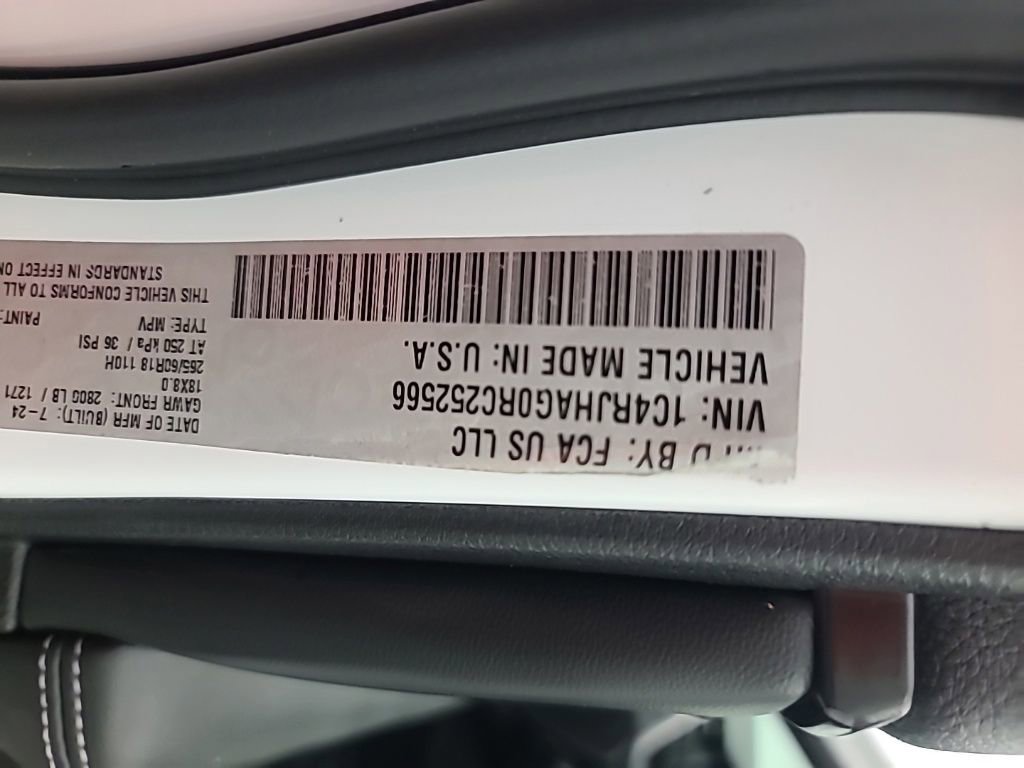 MFD BY: FCA US LLC
VIN: 1C4RJHAG0RC252566
VEHICLE MADE IN: U.S.A.
DATE OF MFR (BUILT): 7-24
GAWR FRONT: 2800 LB / 1271
18X8.0
265/60R18 110H
AT 250 kPa / 36 PSI
TYPE: MPV PAINT:
THIS VEHICLE CONFORMS TO ALL
STANDARDS IN EFFECT ON